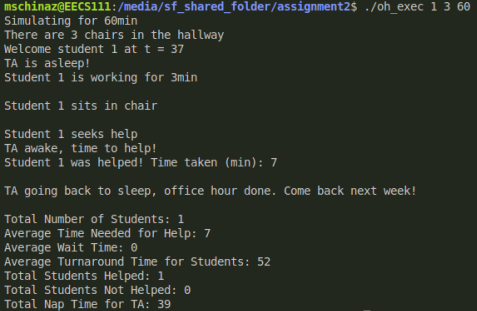 mschinaz@EECS111:/media/sf_shared_folder/assignment2$ ./oh_exec 1 3 60
Simulating for 60min
There are 3 chairs in the hallway
Welcome student 1 at t = 37
TA is asleep!
Student 1 is working for 3min
Student 1 sits in chair
Student 1 seeks help
TA awake, time to help!
Student 1 was helped! Time taken (min): 7
TA going back to sleep, office hour done. Come back next week!
Total Number of Students: 1
Average Time Needed for Help: 7
Average Wait Time: 0
Average Turnaround Time for Students: 52
Total Students Helped: 1
Total Students Not Helped: 0
Total Nap Time for TA: 39